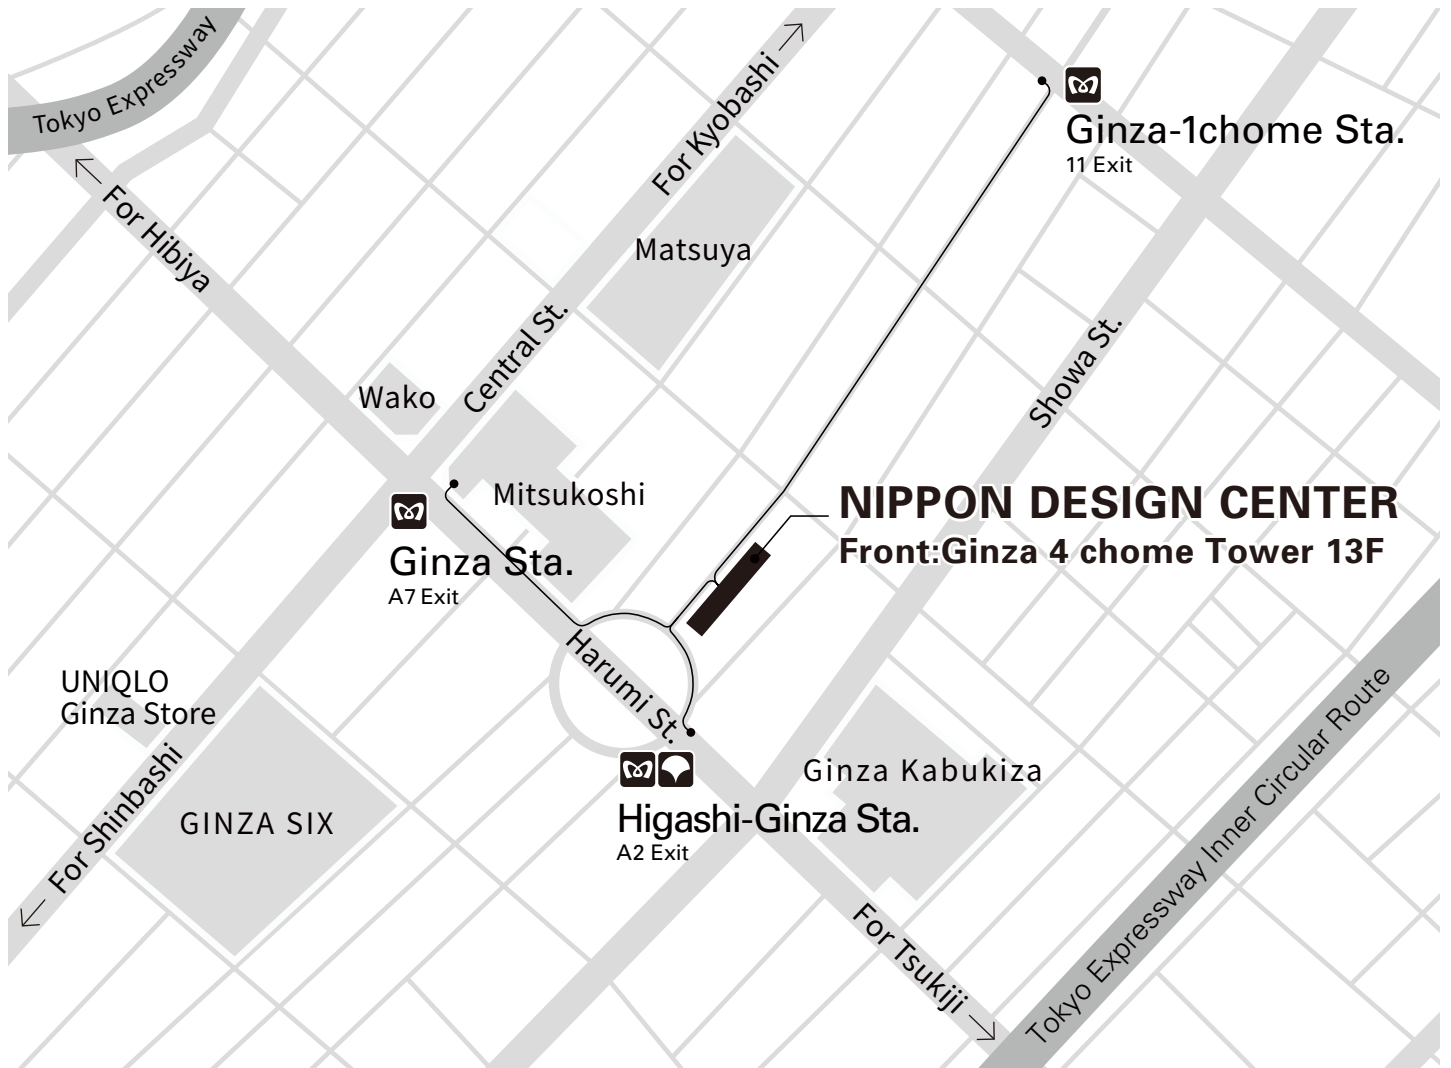 Tokyo Expressway
For Kyobashi
Ginza-1chome Sta.
11 Exit
For Hibiya
Matsuya
Central St.
Showa St.
Wako
Mitsukoshi
NIPPON DESIGN CENTER
Front:Ginza 4 chome Tower 13F
Ginza Sta.
A7 Exit
Harumi St.
UNIQLO
Ginza Store
For Shinbashi
GINZA SIX
Ginza Kabukiza
Higashi-Ginza Sta.
A2 Exit
For Tsukiji
Tokyo Expressway Inner Circular Route